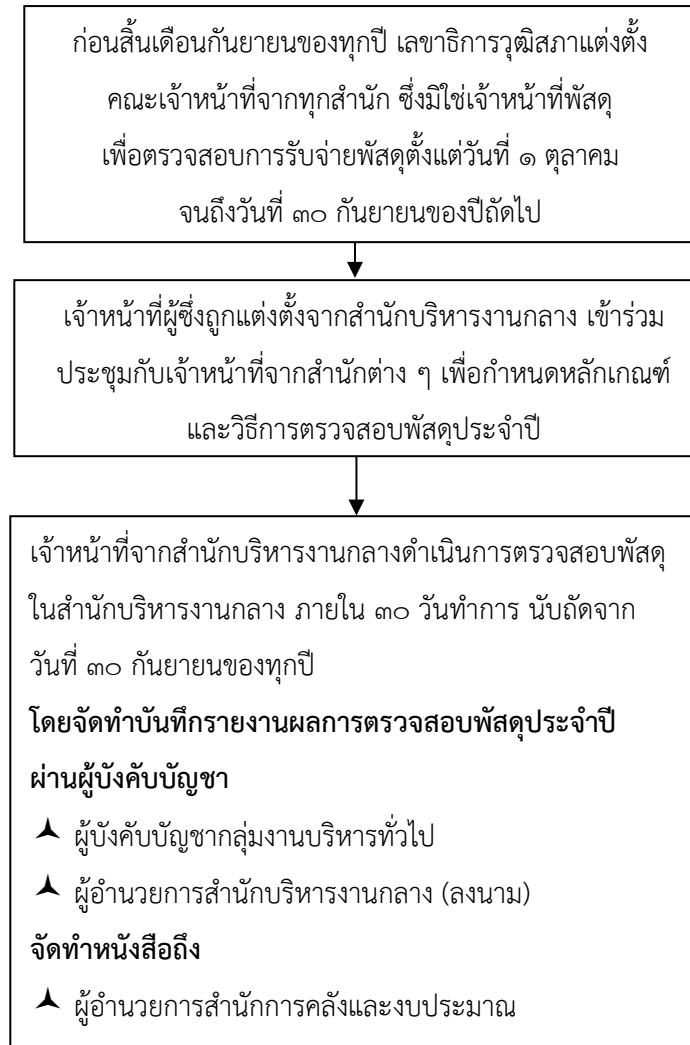 ก่อนสิ้นเดือนกันยายนของทุกปี เลขาธิการวุฒิสภาแต่งตั้ง
คณะเจ้าหน้าที่จากทุกสำนัก ซึ่งมิใช่เจ้าหน้าที่พัสดุ
เพื่อตรวจสอบการรับจ่ายพัสดุตั้งแต่วันที่ ๑ ตุลาคม
จนถึงวันที่ ๓๐ กันยายนของปีถัดไป
เจ้าหน้าที่ผู้ซึ่งถูกแต่งตั้งจากสำนักบริหารงานกลาง เข้าร่วม
ประชุมกับเจ้าหน้าที่จากสำนักต่าง ๆ เพื่อกำหนดหลักเกณฑ์
และวิธีการตรวจสอบพัสดุประจำปี
เจ้าหน้าที่จากสำนักบริหารงานกลางดำเนินการตรวจสอบพัสดุ
ในสำนักบริหารงานกลาง ภายใน ๓๐ วันทำการ นับถัดจาก
วันที่ ๓๐ กันยายนของทุกปี
โดยจัดทำบันทึกรายงานผลการตรวจสอบพัสดุประจำปี
ผ่านผู้บังคับบัญชา
ผู้บังคับบัญชากลุ่มงานบริหารทั่วไป
ผู้อำนวยการสำนักบริหารงานกลาง (ลงนาม)
จัดทำหนังสือถึง
ผู้อำนวยการสำนักการคลังและงบประมาณ